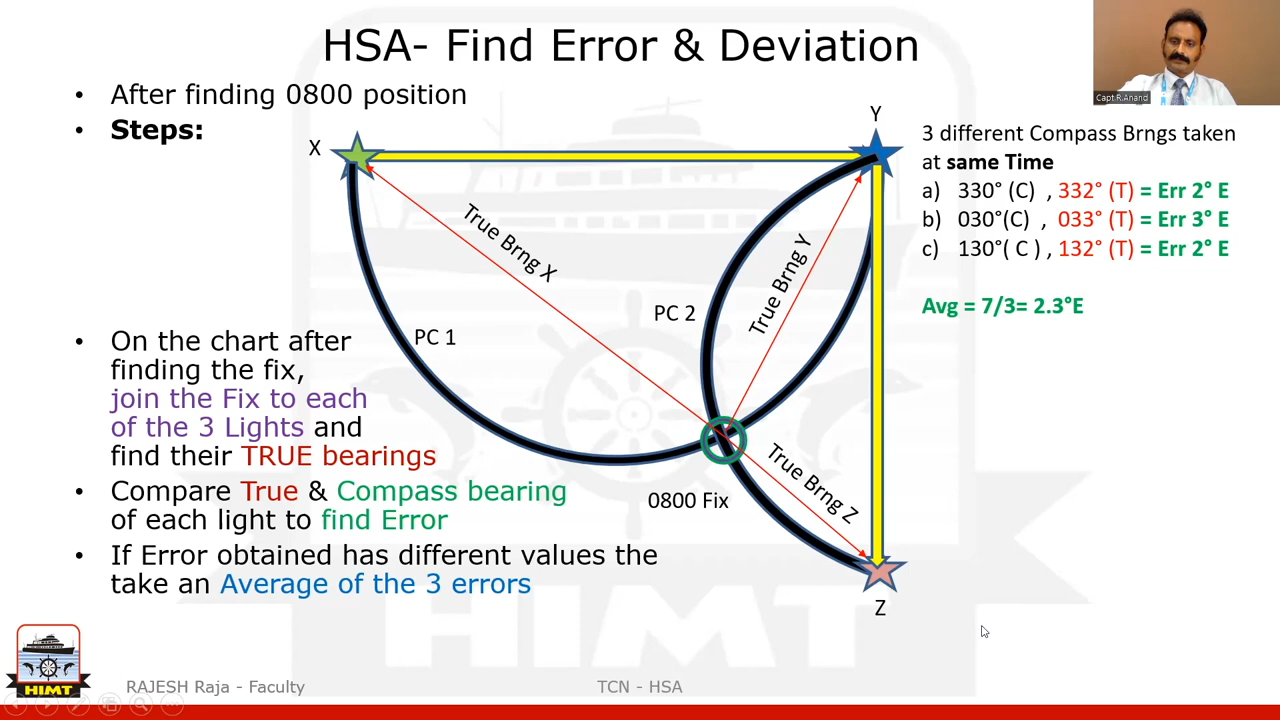 HSA- Find Error & Deviation
Capt.R.Anand
• After finding 0800 position
• Steps:
X
Y
3 different Compass Brngs taken
at same Time
a) 330° (C) , 332° (T) = Err 2° E
b) 030°(C) , 033° (T) = Err 3° E
c) 130°( C ) , 132° (T) = Err 2° E
Avg = 7/3= 2.3°E
True Brng X
True Brng Y
PC 2
PC 1
• On the chart after
finding the fix,
join the Fix to each
of the 3 Lights and
find their TRUE bearings
• Compare True & Compass bearing
of each light to find Error
• If Error obtained has different values the
take an Average of the 3 errors
True Brng Z
0800 Fix
Z
HIMT
HIMT
RAJESH Raja - Faculty
TCN - HSA